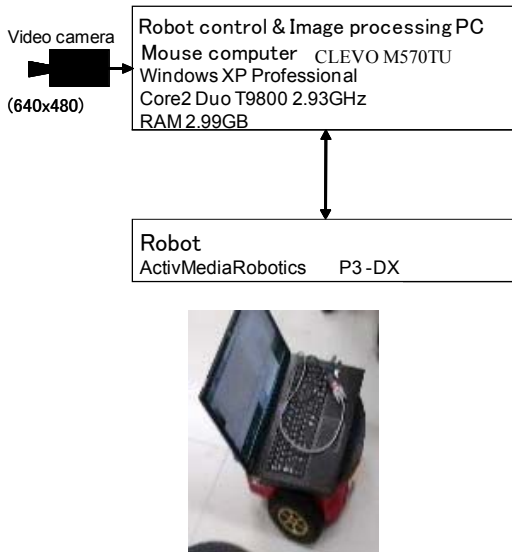 Video camera
(640x480)
Robot control & Image processing PC
Mouse computer CLEVO M570TU
Windows XP Professional
Core2 Duo T9800 2.93GHz
RAM 2.99GB
Robot
ActivMediaRobotics P3-DX